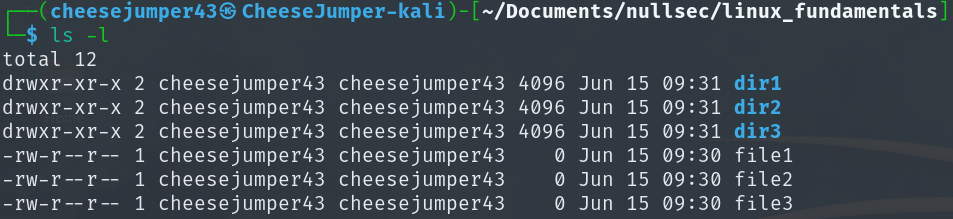 ┌──(cheesejumper43㉿CheeseJumper-kali)-[~/Documents/nullsec/linux_fundamentals]
└─$ ls -l
total 12
drwxr-xr-x 2 cheesejumper43 cheesejumper43 4096 Jun 15 09:31 dir1
drwxr-xr-x 2 cheesejumper43 cheesejumper43 4096 Jun 15 09:31 dir2
drwxr-xr-x 2 cheesejumper43 cheesejumper43 4096 Jun 15 09:31 dir3
-rw-r--r-- 1 cheesejumper43 cheesejumper43    0 Jun 15 09:30 file1
-rw-r--r-- 1 cheesejumper43 cheesejumper43    0 Jun 15 09:30 file2
-rw-r--r-- 1 cheesejumper43 cheesejumper43    0 Jun 15 09:30 file3